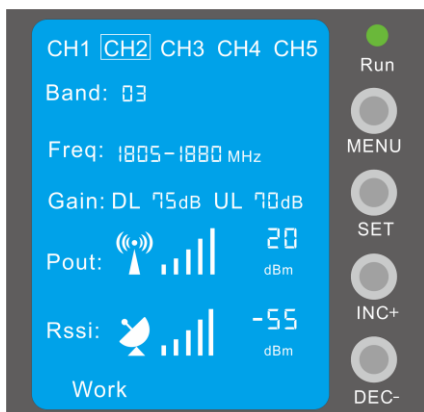 CH1 CH2 CH3 CH4 CH5
Run
Band: 03
MENU
Freq: 1805-1880 MHz
Gain: DL 75dB UL 70dB
SET
Pout: 20
dBm
INC+
Rssi: -55
dBm
Work
DEC-